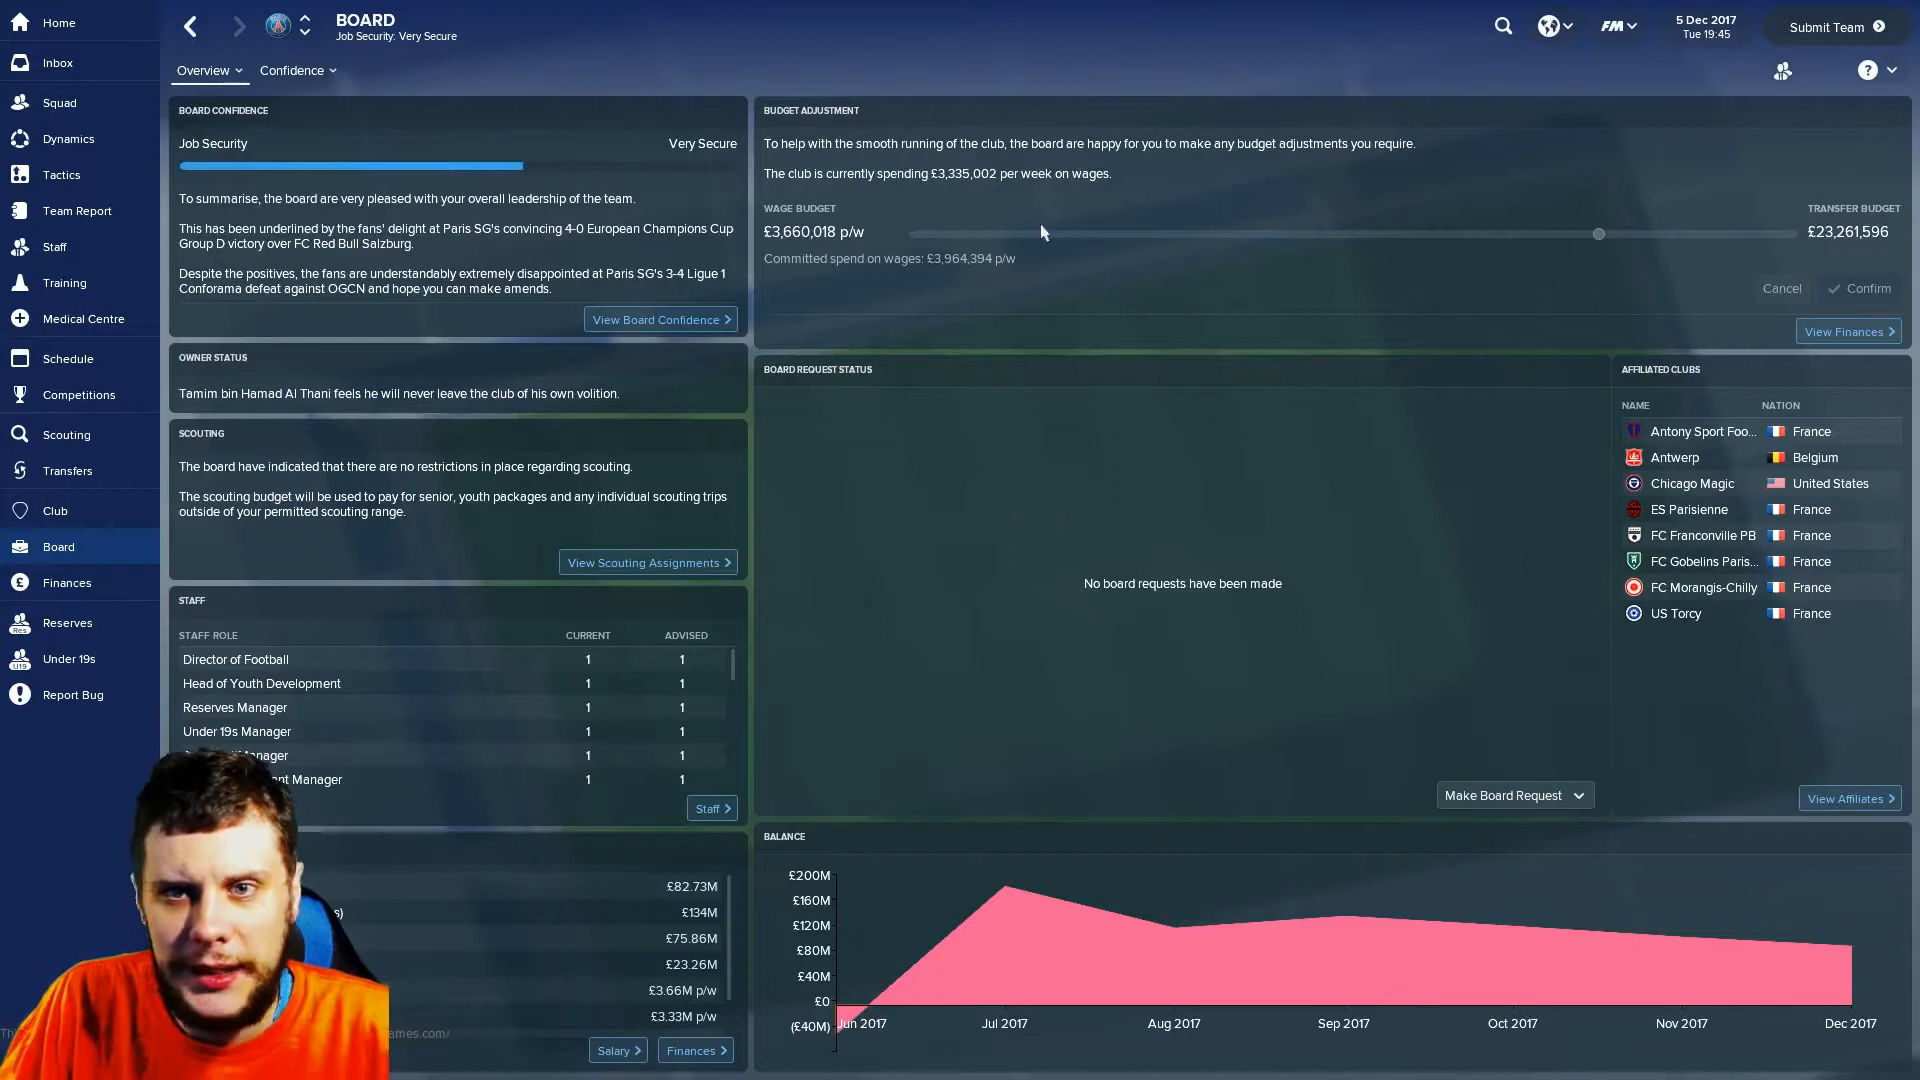 Home
Inbox
Squad
Dynamics
Tactics
Team Report
Staff
Training
Medical Centre
Schedule
Competitions
Scouting
Transfers
Club
Board
Finances
Res
Reserves
U19
Under 19s
Report Bug
BOARD
Job Security: Very Secure
FM
5 Dec 2017
Tue 19:45
Submit Team
Overview
Confidence
?
BOARD CONFIDENCE
Job Security Very Secure
To summarise, the board are very pleased with your overall leadership of the team.
This has been underlined by the fans' delight at Paris SG's convincing 4-0 European Champions Cup
Group D victory over FC Red Bull Salzburg.
Despite the positives, the fans are understandably extremely disappointed at Paris SG's 3-4 Ligue 1
Conforama defeat against OGCN and hope you can make amends.
View Board Confidence
OWNER STATUS
Tamim bin Hamad Al Thani feels he will never leave the club of his own volition.
SCOUTING
The board have indicated that there are no restrictions in place regarding scouting.
The scouting budget will be used to pay for senior, youth packages and any individual scouting trips
outside of your permitted scouting range.
View Scouting Assignments
STAFF
STAFF ROLE CURRENT ADVISED
Director of Football 1 1
Head of Youth Development 1 1
Reserves Manager 1 1
Under 19s Manager 1 1
Manager 1 1
Manager 1 1
Staff
£82.73M
s) £134M
£75.86M
£23.26M
£3.66M p/w
£3.33M p/w
Salary
Finances
BUDGET ADJUSTMENT
To help with the smooth running of the club, the board are happy for you to make any budget adjustments you require.
The club is currently spending £3,335,002 per week on wages.
WAGE BUDGET TRANSFER BUDGET
£3,660,018 p/w £23,261,596
Committed spend on wages: £3,964,394 p/w
Cancel
Confirm
View Finances
BOARD REQUEST STATUS
No board requests have been made
Make Board Request
AFFILIATED CLUBS
NAME NATION
Antony Sport Foo... France
Antwerp Belgium
Chicago Magic United States
ES Parisienne France
FC Franconville PB France
FC Gobelins Paris... France
FC Morangis-Chilly France
US Torcy France
View Affiliates
BALANCE
£200M
£160M
£120M
£80M
£40M
£0
(£40M)
Jun 2017 Jul 2017 Aug 2017 Sep 2017 Oct 2017 Nov 2017 Dec 2017